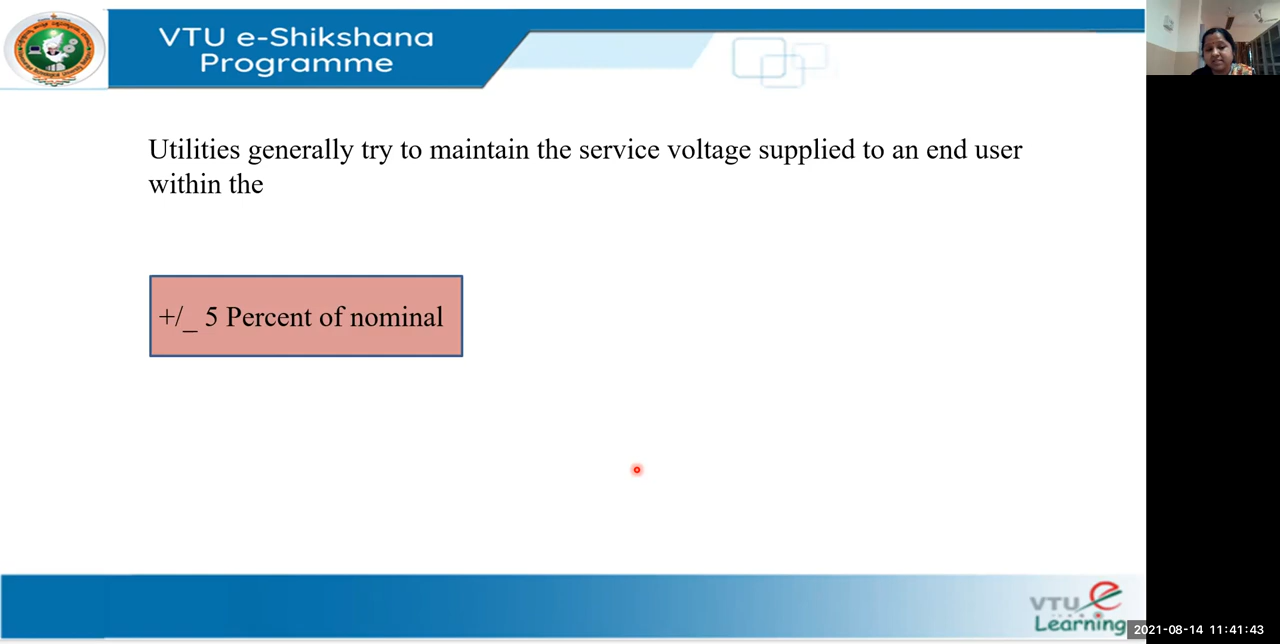 VTU e-Shikshana
Programme
Utilities generally try to maintain the service voltage supplied to an end user
within the
+/_ 5 Percent of nominal
VTU
Learning
2021-08-14 11:41:43